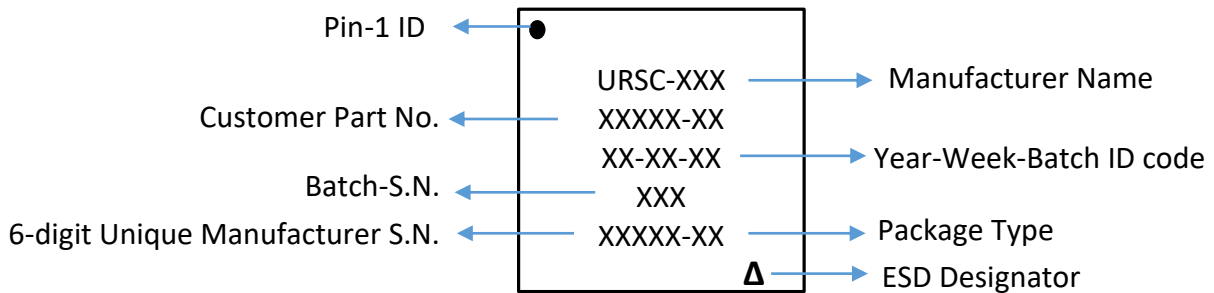 Pin-1 ID
URSC-XXX Manufacturer Name
Customer Part No. XXXXX-XX
XX-XX-XX Year-Week-Batch ID code
Batch-S.N. XXX
6-digit Unique Manufacturer S.N. XXXXX-XX Package Type
Δ ESD Designator